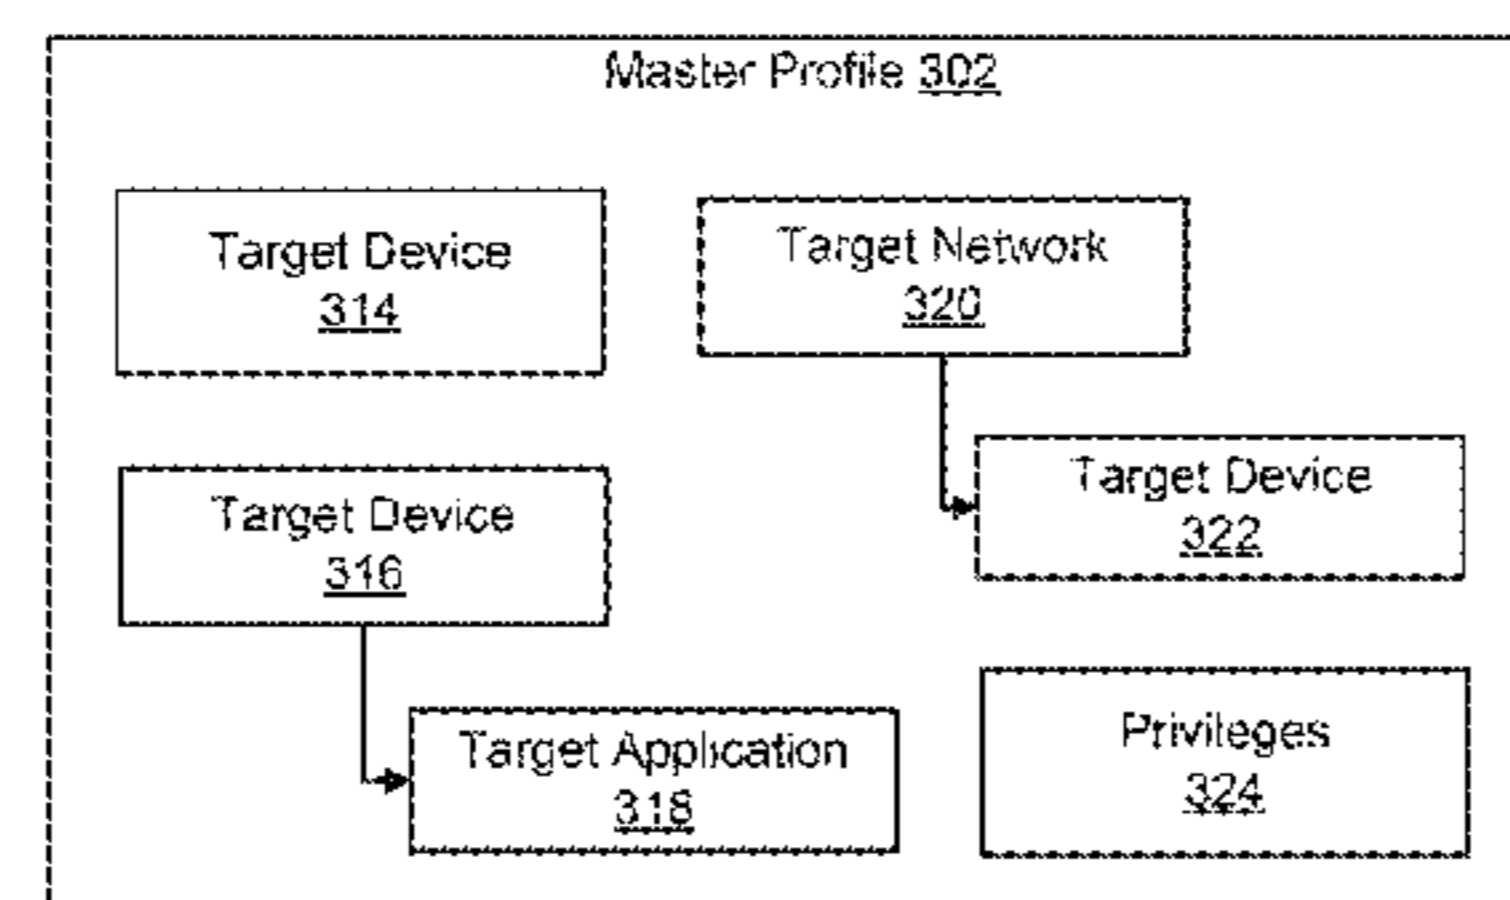 Master Profile 302
Target Device
314
Target Network
320
Target Device
316
Target Device
322
Target Application
318
Privileges
324